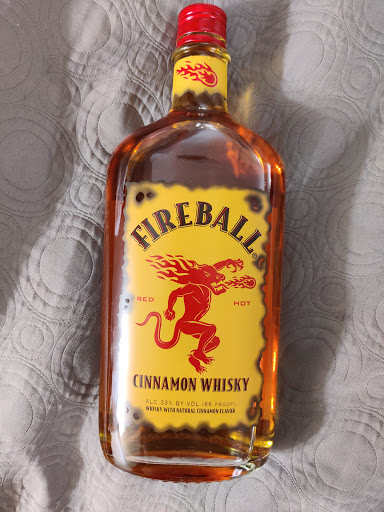 FIREBALL
RED HOT
CINNAMON WHISKY
ALC 33% BY VOL (66 PROOF)
WHISKY WITH NATURAL CINNAMON FLAVOR